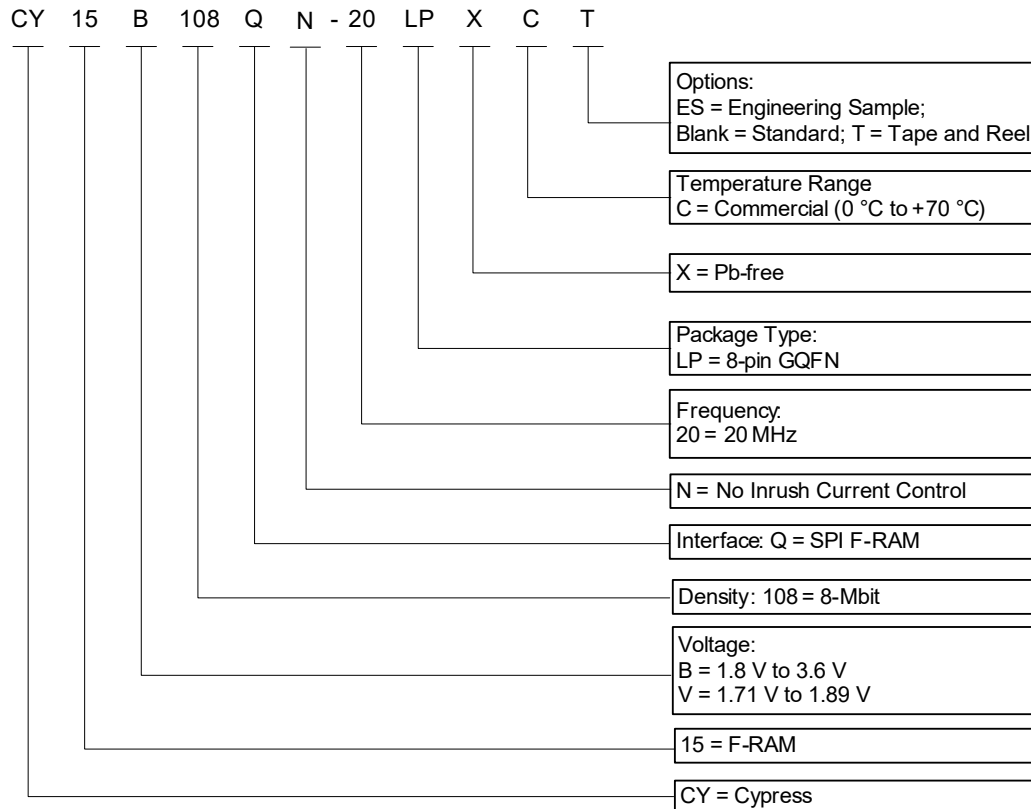 CY 15 B 108 Q N - 20 LP X C T
Options:
ES = Engineering Sample;
Blank = Standard; T = Tape and Reel
Temperature Range
C = Commercial (0 °C to +70 °C)
X = Pb-free
Package Type:
LP = 8-pin GQFN
Frequency:
20 = 20 MHz
N = No Inrush Current Control
Interface: Q = SPI F-RAM
Density: 108 = 8-Mbit
Voltage:
B = 1.8 V to 3.6 V
V = 1.71 V to 1.89 V
15 = F-RAM
CY = Cypress